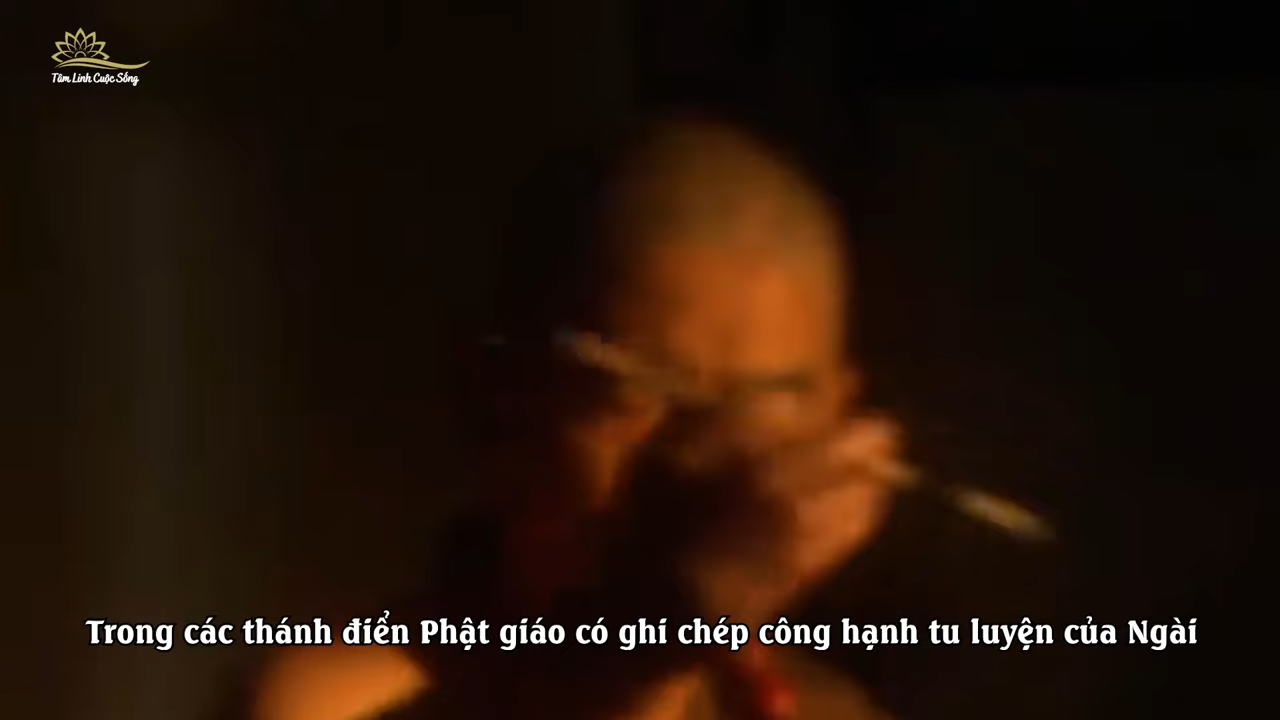 Tâm Linh Cuộc Sống
Trong các thánh điển Phật giáo có ghi chép công hạnh tu luyện của Ngài